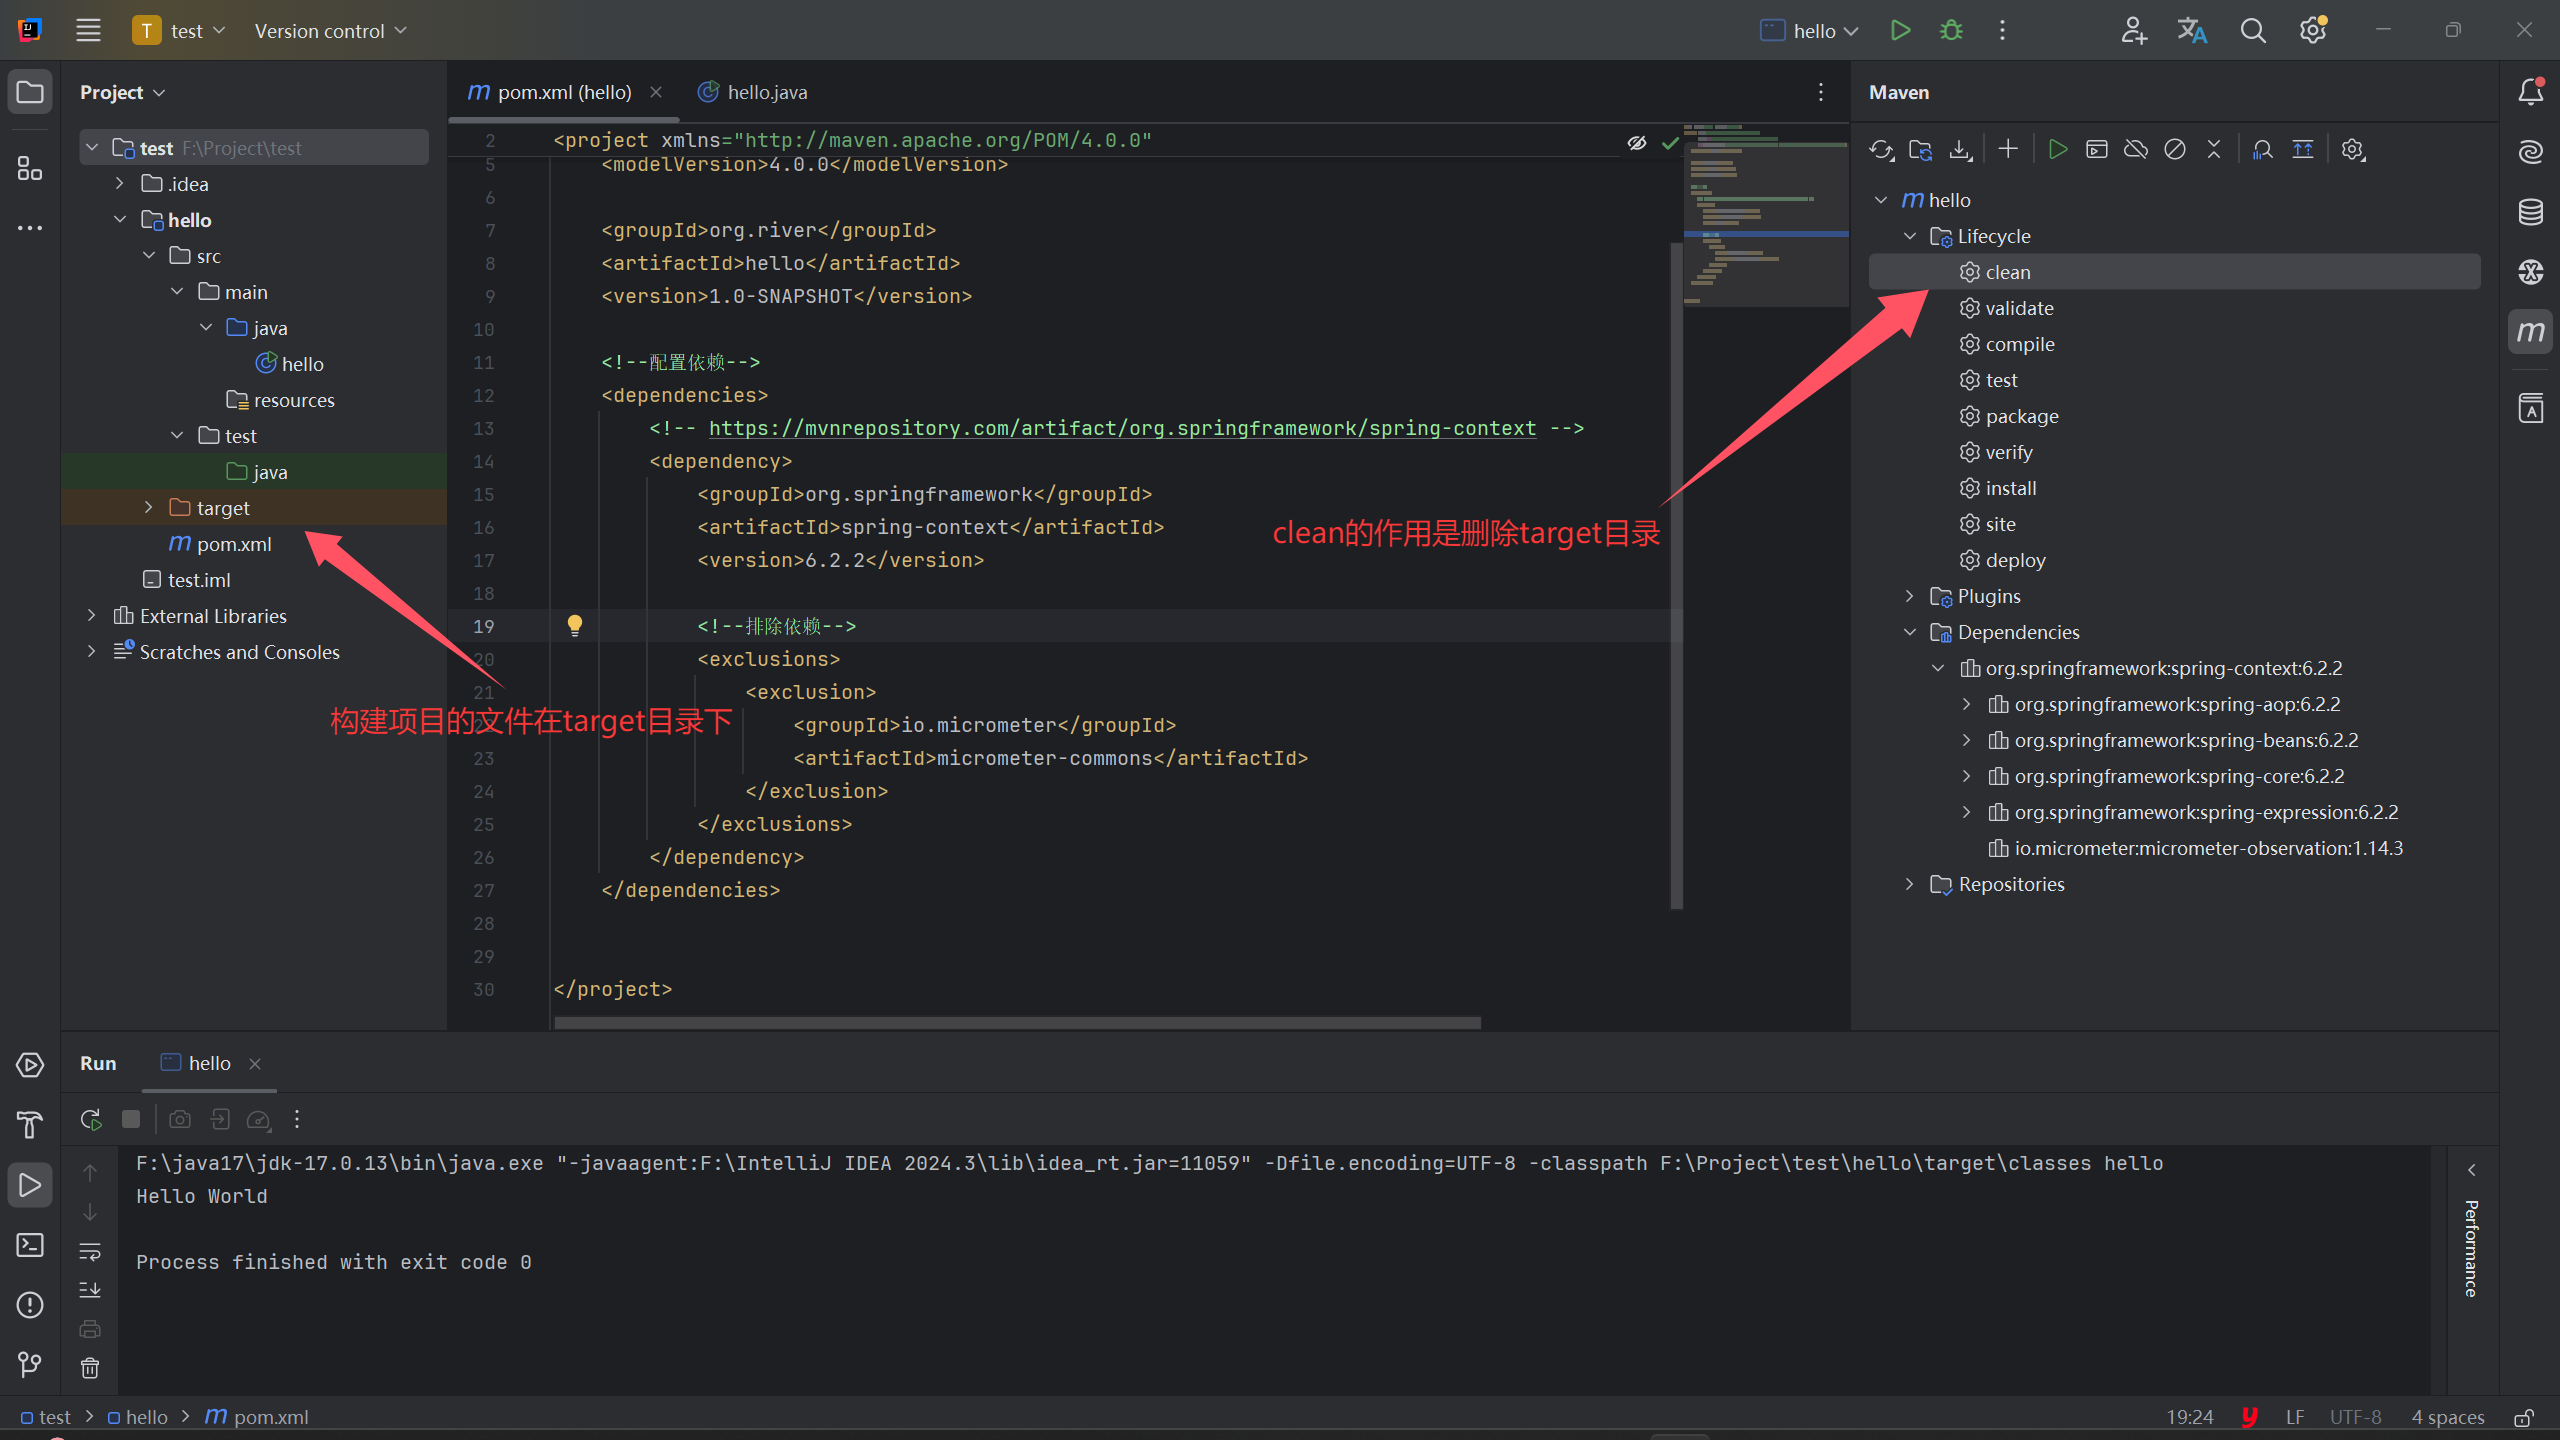 T test Version control hello
Project
test F:\Project\test
.idea
hello
src
main
java
hello
resources
test
java
target
pom.xml
test.iml
External Libraries
Scratches and Consoles
构建项目的文件在target目录下
pom.xml (hello) hello.java
2 <project xmlns="http://maven.apache.org/POM/4.0.0"
5 <modelVersion>4.0.0</modelVersion>
6
7 <groupId>org.river</groupId>
8 <artifactId>hello</artifactId>
9 <version>1.0-SNAPSHOT</version>
10
11 <!--配置依赖-->
12 <dependencies>
13 <!-- https://mvnrepository.com/artifact/org.springframework/spring-context -->
14 <dependency>
15 <groupId>org.springframework</groupId>
16 <artifactId>spring-context</artifactId>
17 <version>6.2.2</version>
18
19 <!--排除依赖-->
20 <exclusions>
21 <exclusion>
<groupId>io.micrometer</groupId>
23 <artifactId>micrometer-commons</artifactId>
24 </exclusion>
25 </exclusions>
26 </dependency>
27 </dependencies>
28
29
30 </project>
clean的作用是删除target目录
Maven
m hello
Lifecycle
clean
validate
compile
test
package
verify
install
site
deploy
Plugins
Dependencies
org.springframework:spring-context:6.2.2
org.springframework:spring-aop:6.2.2
org.springframework:spring-beans:6.2.2
org.springframework:spring-core:6.2.2
org.springframework:spring-expression:6.2.2
io.micrometer:micrometer-observation:1.14.3
Repositories
Run hello
F:\java17\jdk-17.0.13\bin\java.exe "-javaagent:F:\IntelliJ IDEA 2024.3\lib\idea_rt.jar=11059" -Dfile.encoding=UTF-8 -classpath F:\Project\test\hello\target\classes hello
Hello World
Process finished with exit code 0
Performance
test > hello > m pom.xml
19:24 y LF UTF-8 4 spaces